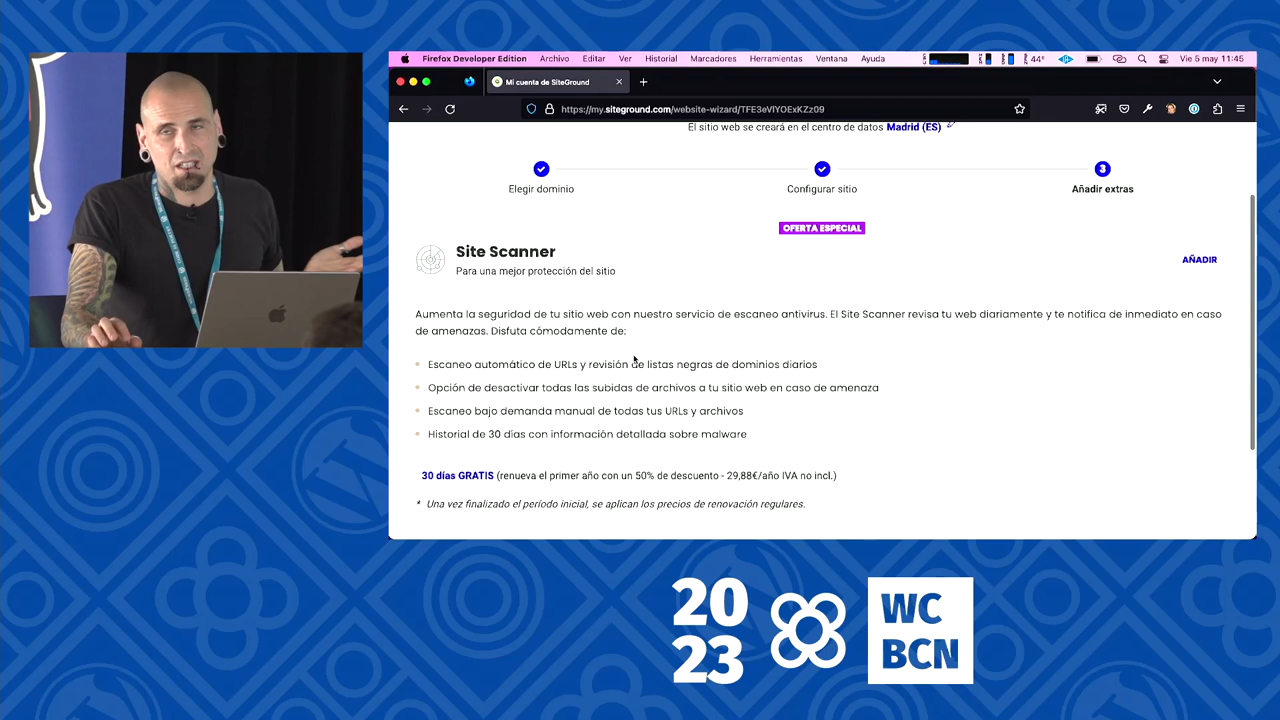 Firefox Developer Edition Archivo Editar Ver Historial Marcadores Herramientas Ventana Ayuda 44° Vie 5 may 11:45
Mi cuenta de SiteGround
https://my.siteground.com/website-wizard/TFE3eVlYOExKZz09
El sitio web se creará en el centro de datos Madrid (ES)
3
Elegir dominio Configurar sitio Añadir extras
OFERTA ESPECIAL
Site Scanner
Para una mejor protección del sitio
AÑADIR
Aumenta la seguridad de tu sitio web con nuestro servicio de escaneo antivirus. El Site Scanner revisa tu web diariamente y te notifica de inmediato en caso
de amenazas. Disfuta cómodamente de:
Escaneo automático de URLs y revisión de listas negras de dominios diarios
Opción de desactivar todas las subidas de archivos a tu sitio web en caso de amenaza
Escaneo bajo demanda manual de todas tus URLs y archivos
Historial de 30 días con información detallada sobre malware
30 días GRATIS (renueva el primer año con un 50% de descuento - 29,88€/año IVA no incl.)
* Una vez finalizado el período inicial, se aplican los precios de renovación regulares.
20
23
WC
BCN